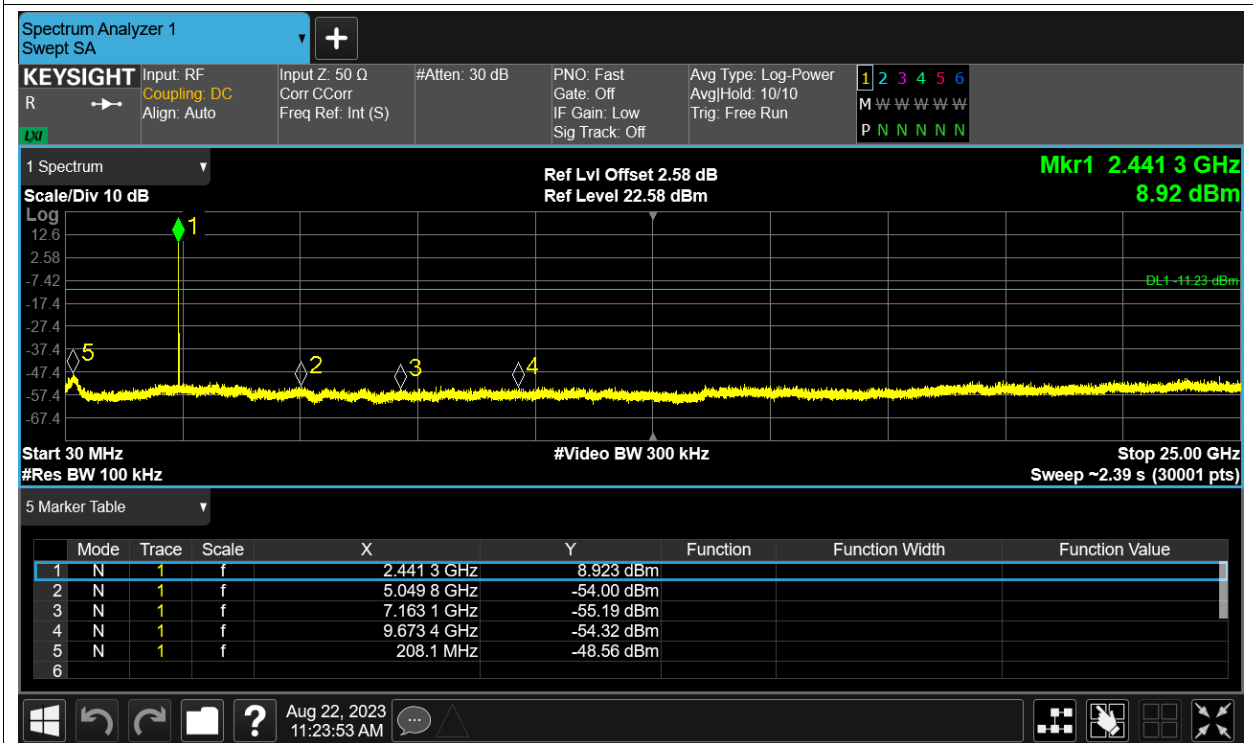 Spectrum Analyzer 1
Swept SA
▼
+
KEYSIGHT Input: RF Input Z: 50 Ω #Atten: 30 dB PNO: Fast Avg Type: Log-Power 1 2 3 4 5 6
R Coupling: DC Corr CCorr Gate: Off Avg|Hold: 10/10 M W W W W W W
Align: Auto Freq Ref: Int (S) IF Gain: Low Trig: Free Run
LXI Sig Track: Off P N N N N N N
1 Spectrum ▼ Ref Lvl Offset 2.58 dB Mkr1 2.441 3 GHz
Scale/Div 10 dB Ref Level 22.58 dBm 8.92 dBm
Log
1
12.6
2.58
-7.42
DL1 -11.23 dBm
-17.4
-27.4
-37.4
5
2
3
4
-47.4
-57.4
-67.4
Start 30 MHz #Video BW 300 kHz Stop 25.00 GHz
#Res BW 100 kHz Sweep ~2.39 s (30001 pts)
5 Marker Table ▼
Mode Trace Scale X Y Function Function Width Function Value
1 N 1 f 2.441 3 GHz 8.923 dBm
2 N 1 f 5.049 8 GHz -54.00 dBm
3 N 1 f 7.163 1 GHz -55.19 dBm
4 N 1 f 9.673 4 GHz -54.32 dBm
5 N 1 f 208.1 MHz -48.56 dBm
6
? Aug 22, 2023
11:23:53 AM